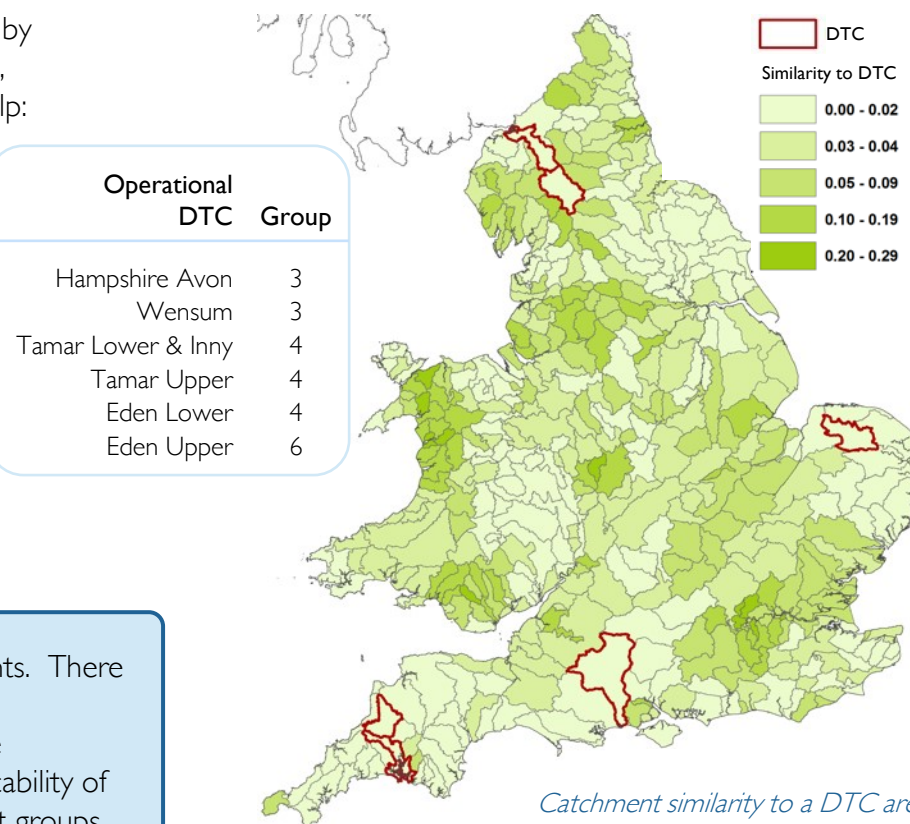 by
,
lp:
Operational
DTC Group
Hampshire Avon 3
Wensum 3
Tamar Lower & Inny 4
Tamar Upper 4
Eden Lower 4
Eden Upper 6
nts. There
cability of
t groups
DTC
Similarity to DTC
0.00 - 0.02
0.03 - 0.04
0.05 - 0.09
0.10 - 0.19
0.20 - 0.29
Catchment similarity to a DTC are